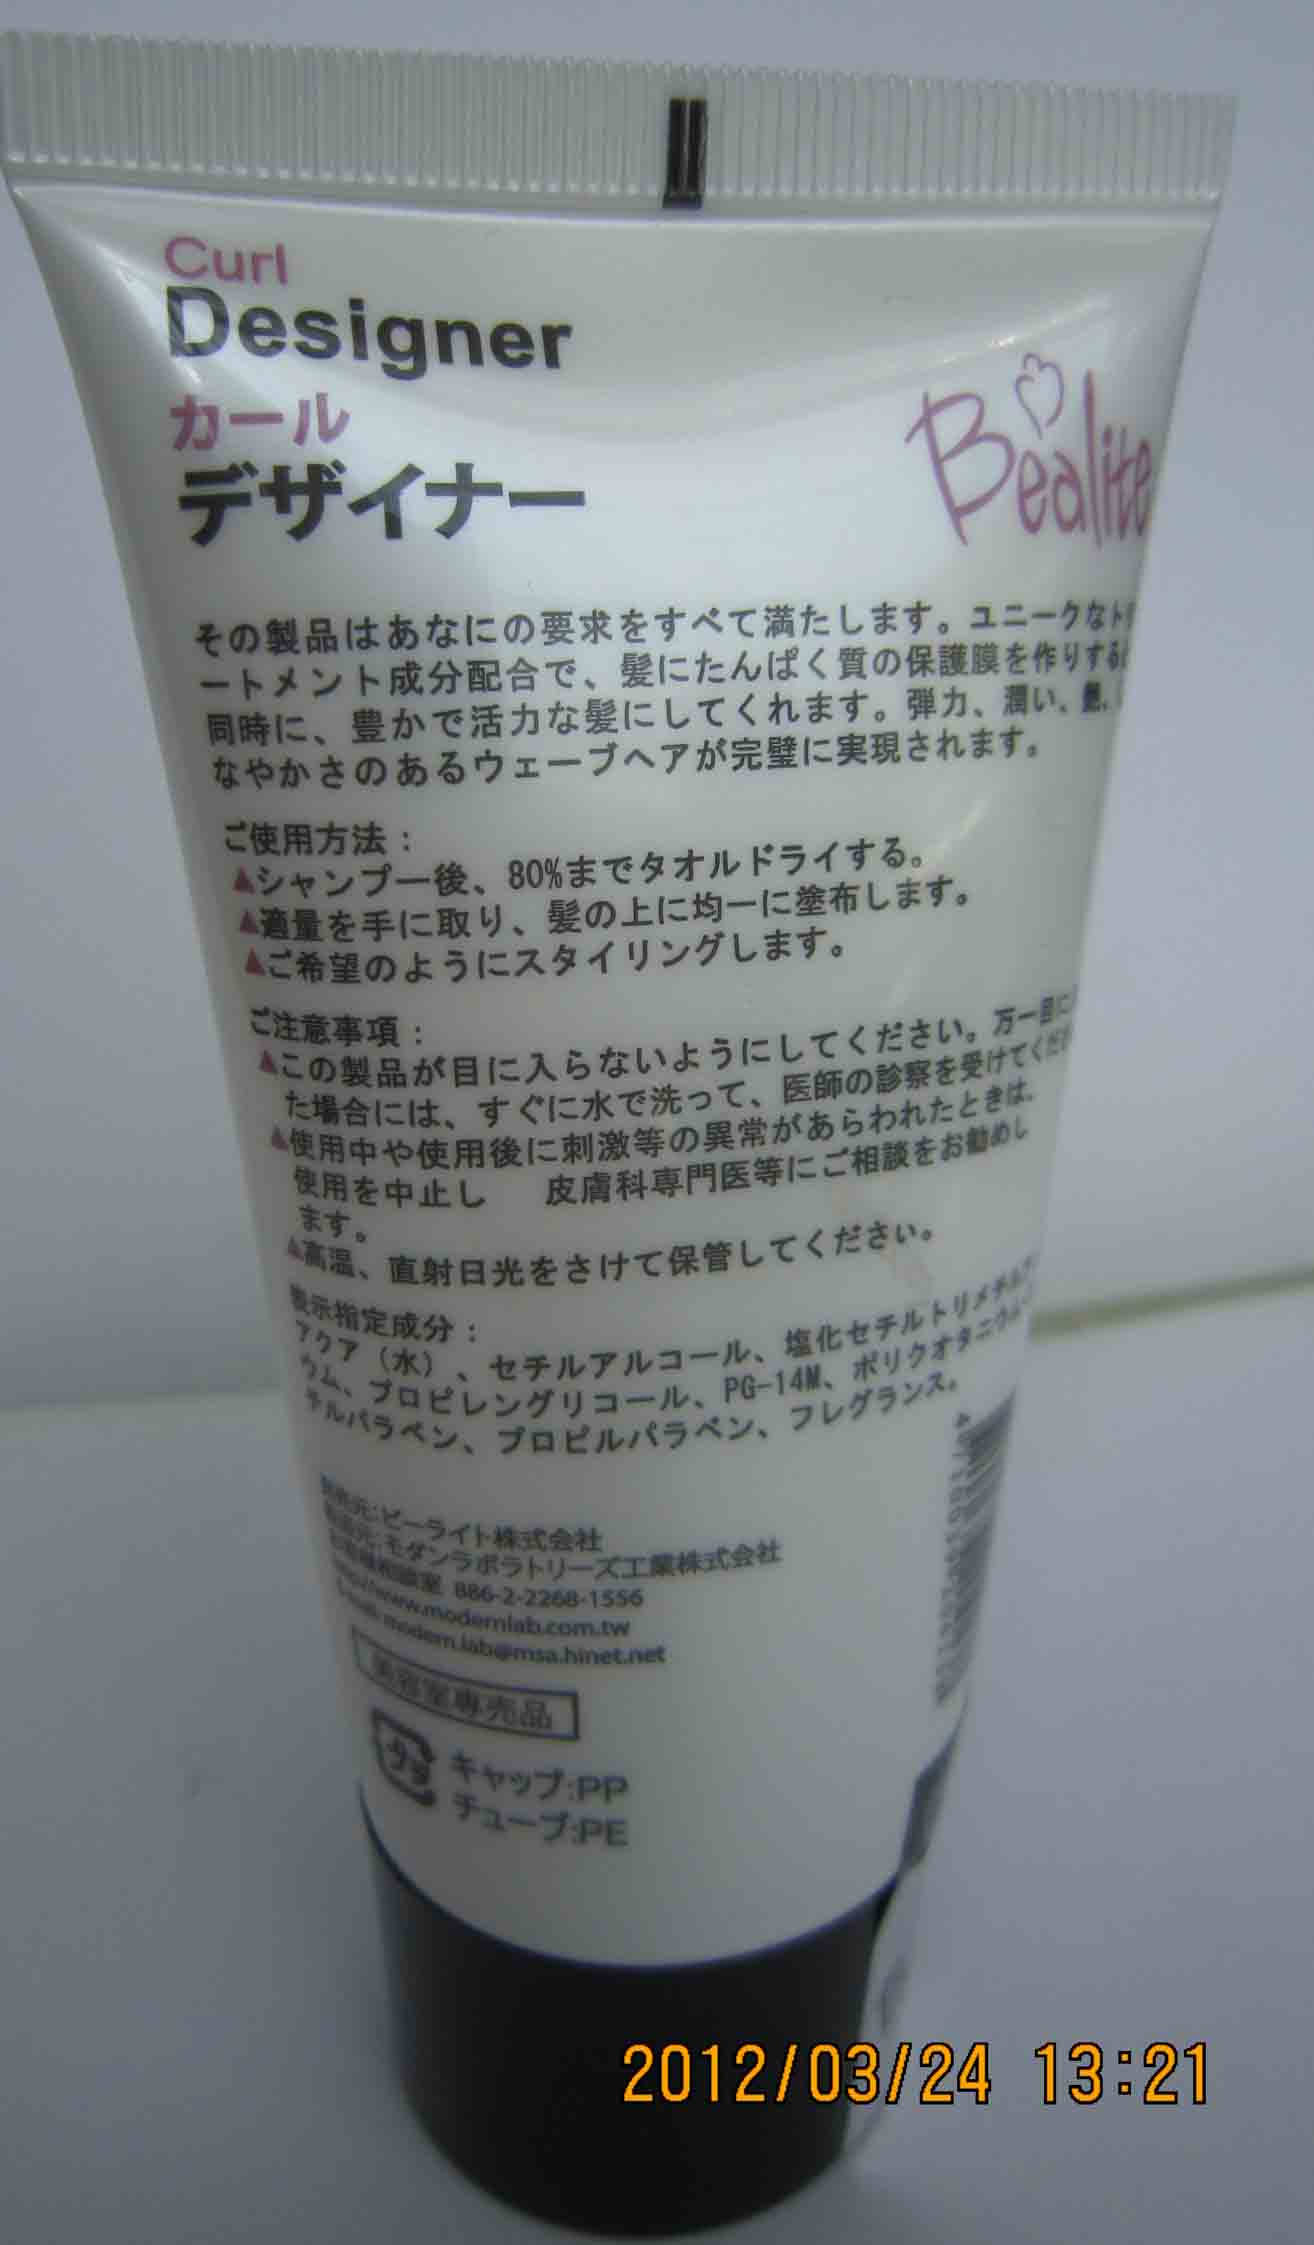 Curl
Designer
カール
デザイナー
Bealite
その製品はあなにの要求をすべて満たします。ユニークなト
ートメント成分配合で、髪にたんぱく質の保護膜を作りする
同時に、豊かで活力な髪にしてくれます。弾力、潤い、艶、
なやかさのあるウェーブヘアが完璧に実現されます。
ご使用方法：
▲シャンプー後、80%までタオルドライする。
▲適量を手に取り、髪の上に均一に塗布します。
▲ご希望のようにスタイリングします。
ご注意事項：
▲この製品が目に入らないようにしてください。万一目に
た場合には、すぐに水で洗って、医師の診察を受けてくだ
▲使用中や使用後に刺激等の異常があらわれたときは、
使用を中止し 皮膚科専門医等にご相談をお勧めし
ます。
▲高温、直射日光をさけて保管してください。
表示指定成分：
アクア（水）、セチルアルコール、塩化セチルトリメチルア
ウム、プロピレングリコール、PG-14M、ポリクオタニウム
チルパラベン、プロピルパラベン、フレグランス。
発売元:ビーライト株式会社
製造元:モダンラボラトリーズ工業株式会社
相談室 886-2-2268-1556
http://www.modernlab.com.tw
E-mail: modern.lab@msa.hinet.net
美容室専売品
プラ
キャップ:PP
チューブ:PE
2012/03/24 13:21